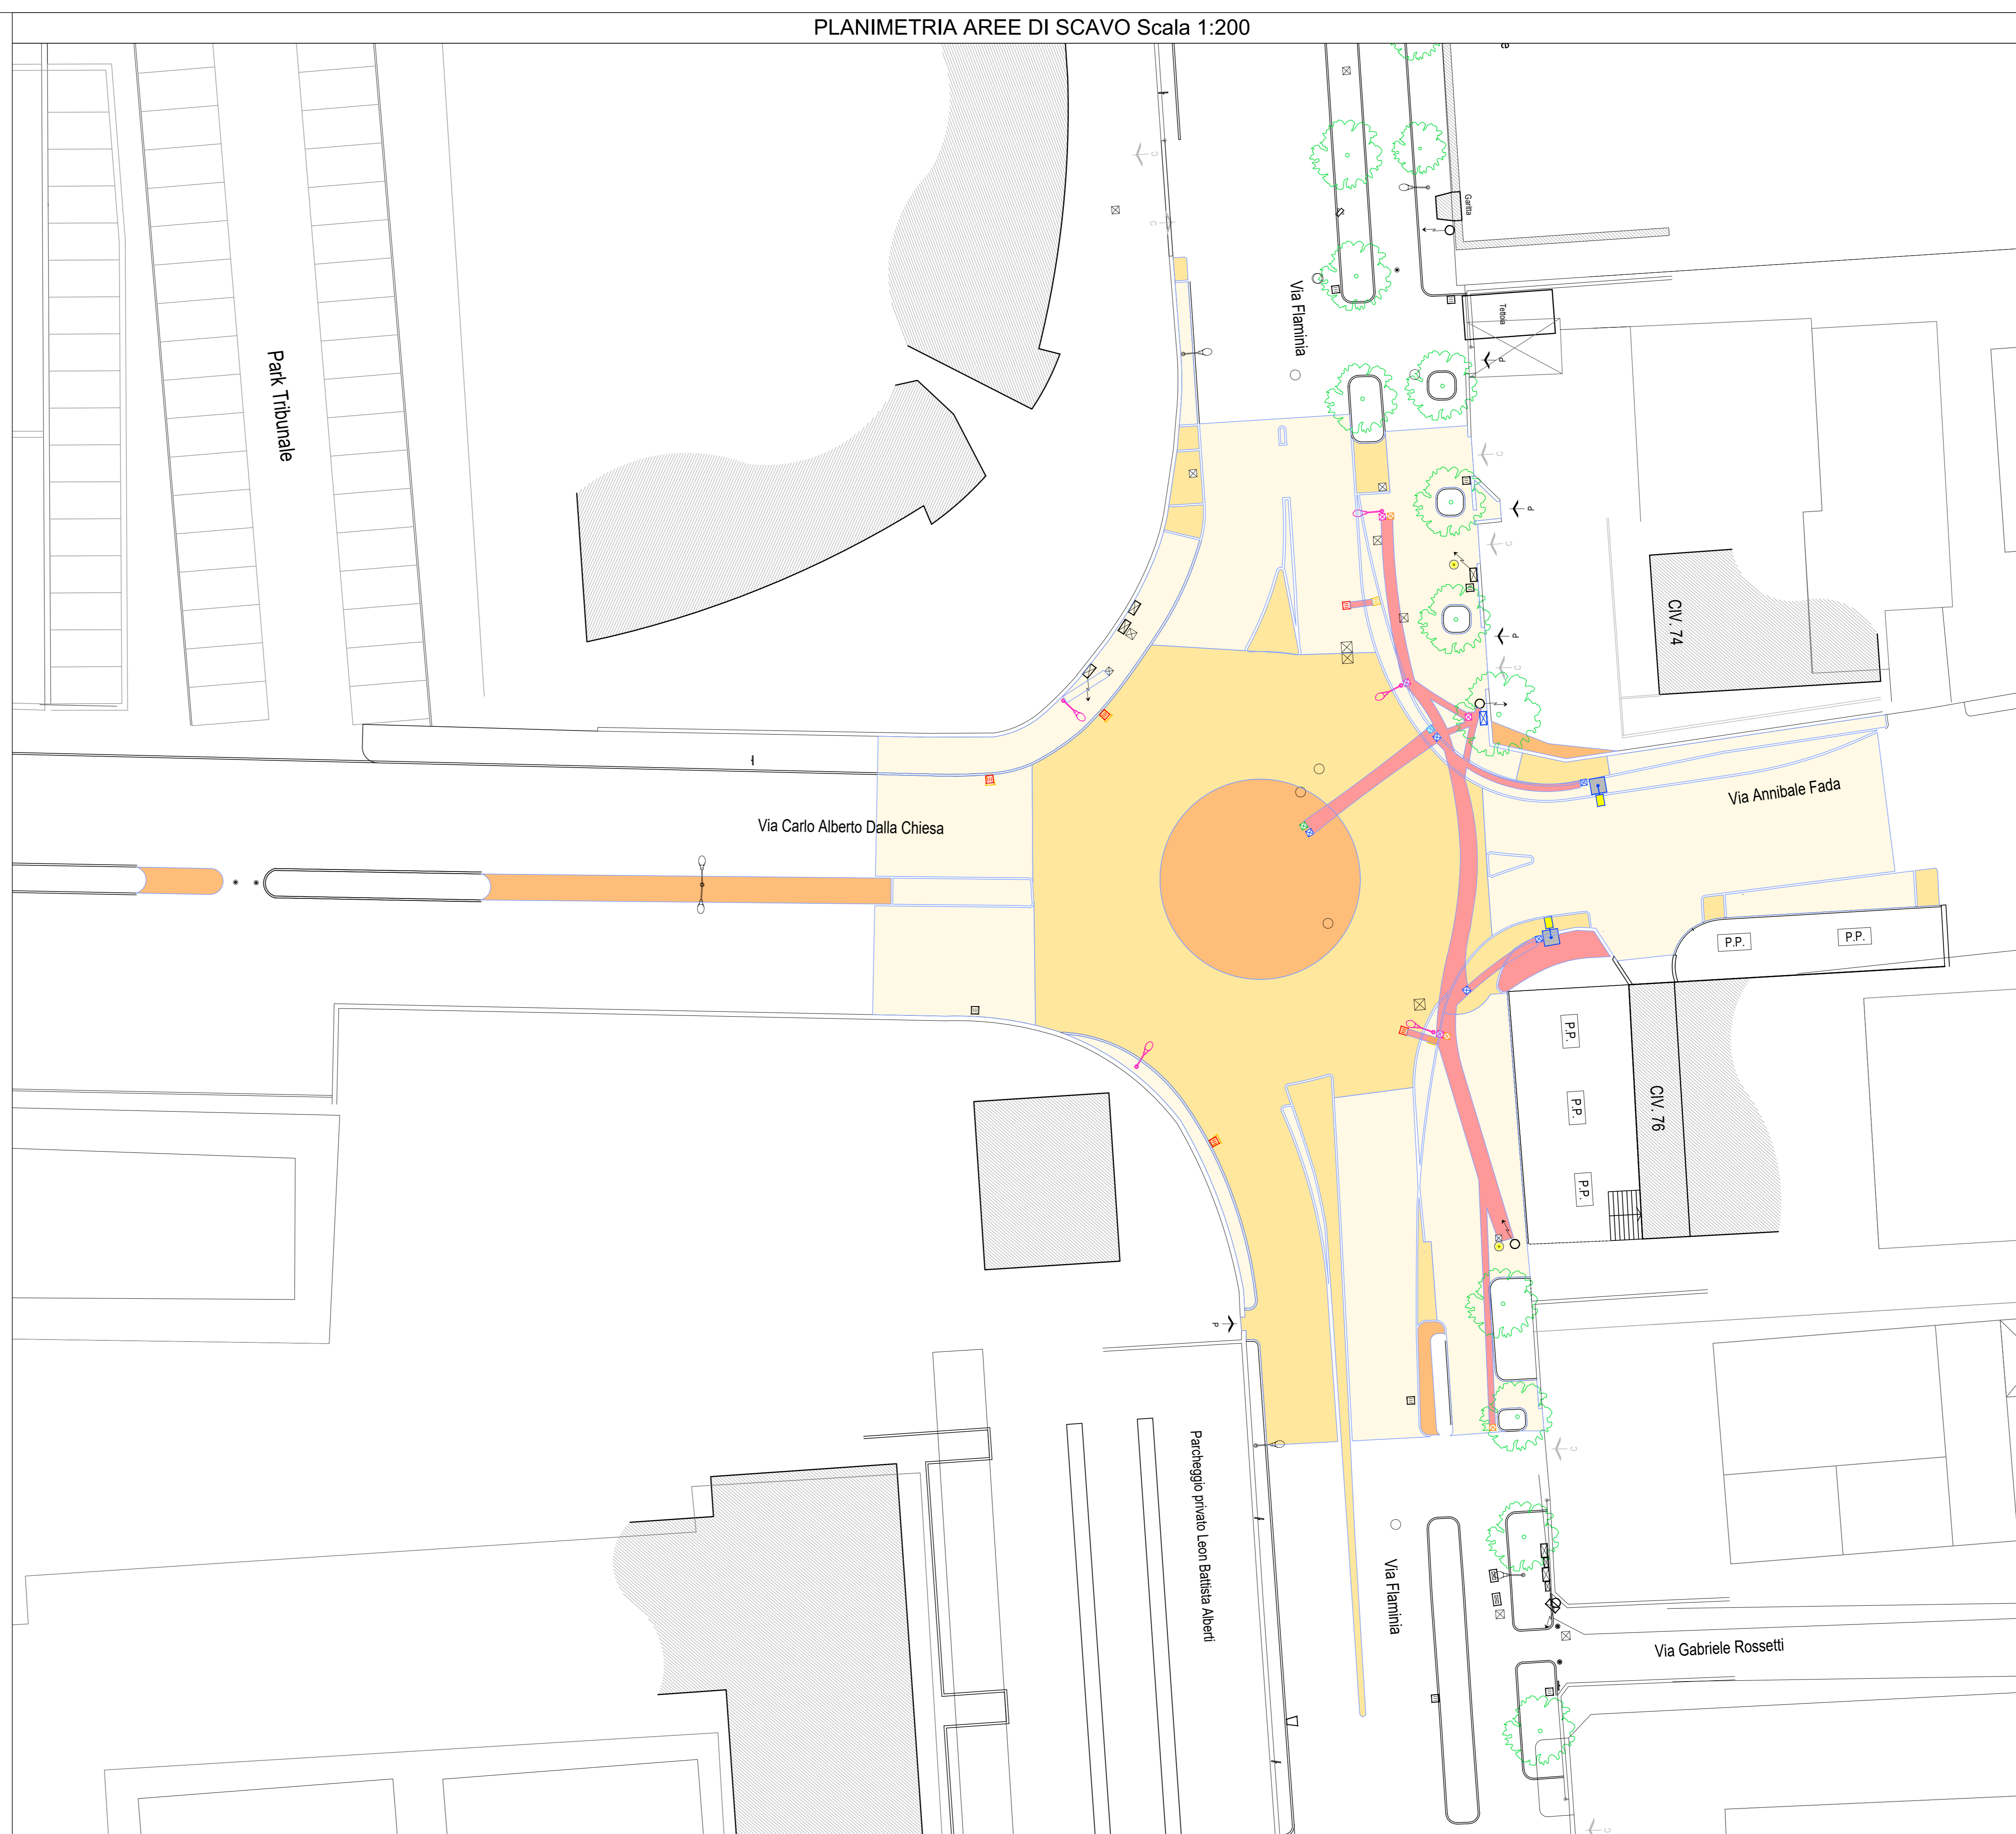 PLANIMETRIA AREE DI SCAVO Scala 1:200
e
C
C
Garitta
Via Flaminia
Tettoia
Park Tribunale
P
C
P
C
CIV. 74
P
C
Via Annibale Fada
Via Carlo Alberto Dalla Chiesa
P.P.
P.P.
P.P.
P.P.
CIV. 76
P.P.
P
Parcheggio privato Leon Battista Alberti
C
Via Flaminia
Via Gabriele Rossetti
C